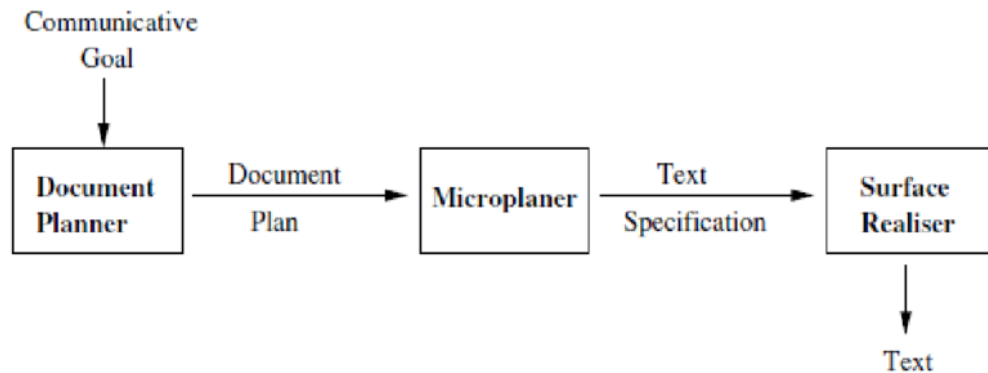 Communicative
Goal
Document
Planner
Document
Plan
Microplaner
Text
Specification
Surface
Realiser
Text